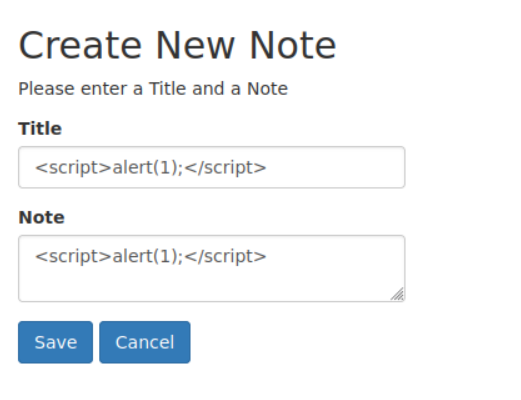 Create New Note
Please enter a Title and a Note
Title
<script>alert(1);</script>
Note
<script>alert(1);</script>
Save Cancel